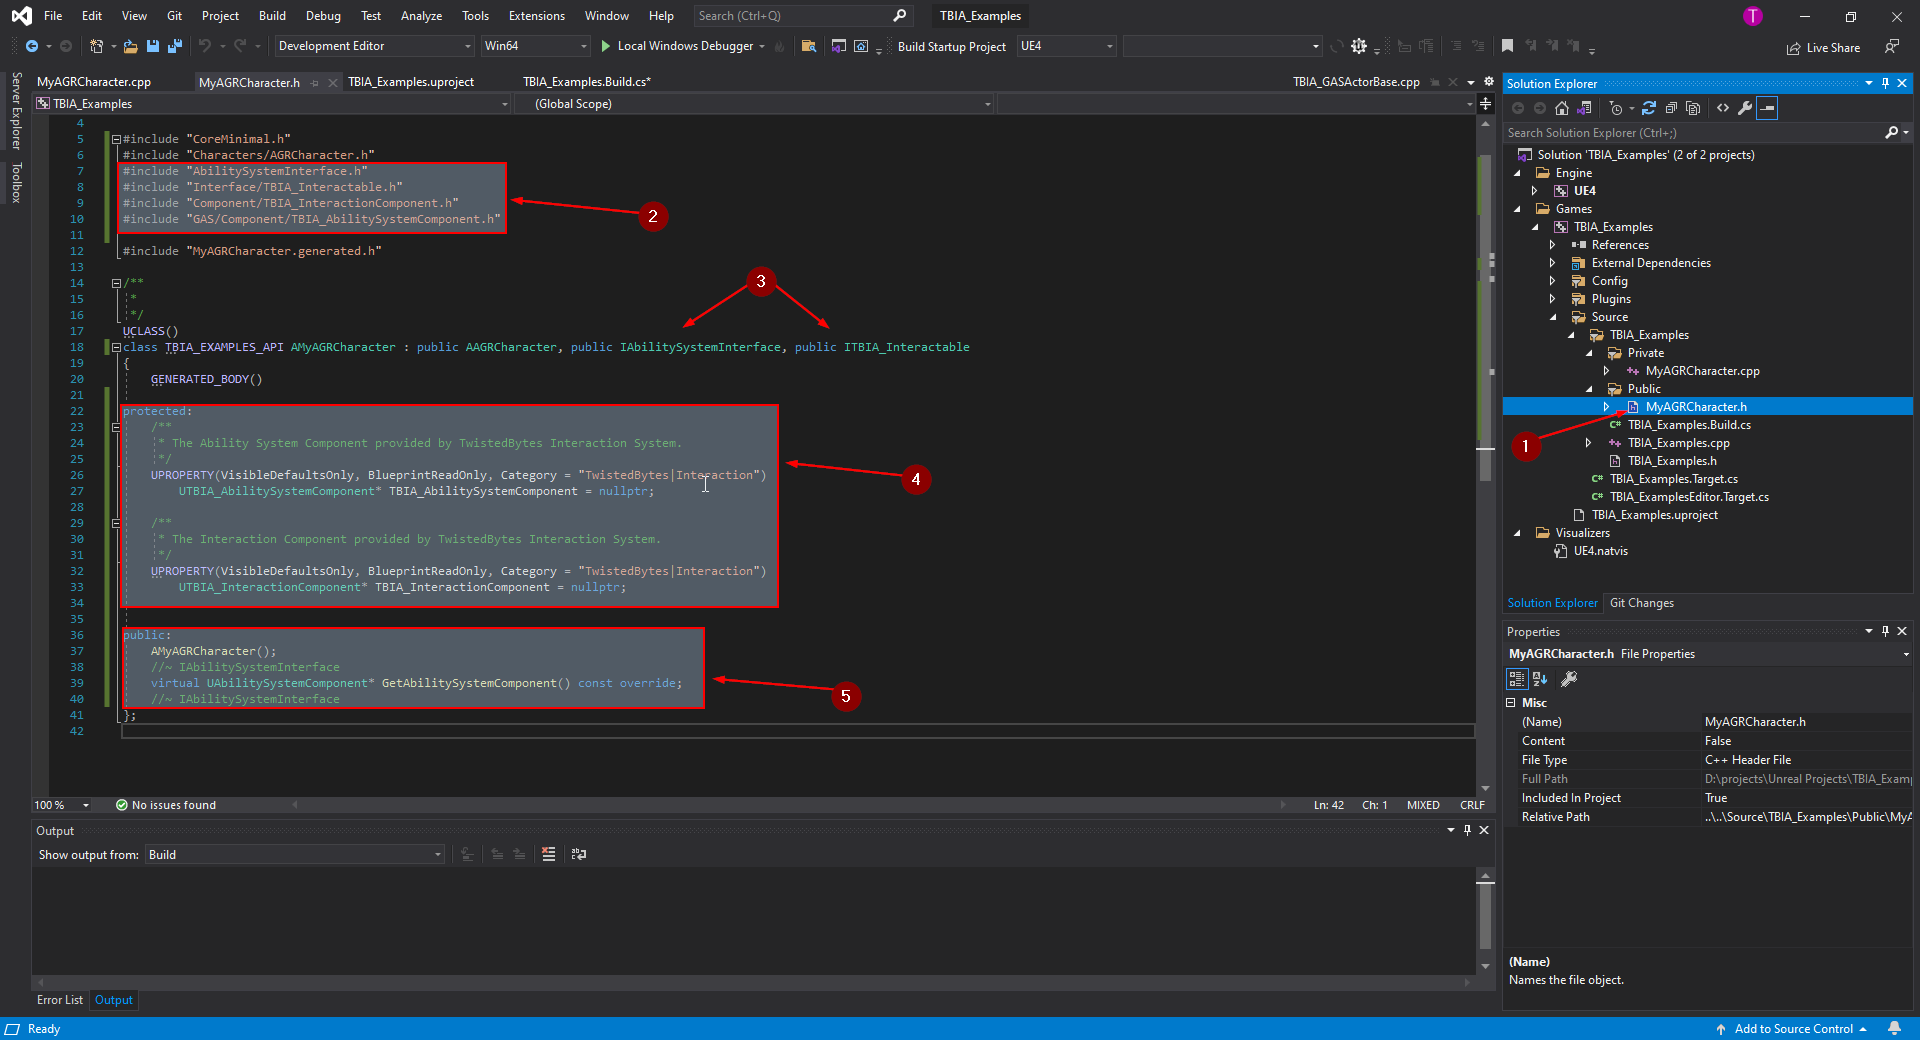 File Edit View Git Project Build Debug Test Analyze Tools Extensions Window Help Search (Ctrl+Q) TBIA_Examples T
Development Editor Win64 Local Windows Debugger Build Startup Project UE4 Live Share
Server Explorer
Toolbox
MyAGRCharacter.cpp MyAGRCharacter.h TBIA_Examples.uproject TBIA_Examples.Build.cs* TBIA_GASActorBase.cpp
TBIA_Examples (Global Scope)
4
5 #include "CoreMinimal.h"
6 #include "Characters/AGRCharacter.h"
7 #include "AbilitySystemInterface.h"
8 #include "Interface/TBIA_Interactable.h"
9 #include "Component/TBIA_InteractionComponent.h"
10 #include "GAS/Component/TBIA_AbilitySystemComponent.h"
11
12 #include "MyAGRCharacter.generated.h"
13
14 /**
15 *
16 */
17 UCLASS()
18 class TBIA_EXAMPLES_API AMyAGRCharacter : public AAGRCharacter, public IAbilitySystemInterface, public ITBIA_Interactable
19 {
20 GENERATED_BODY()
21
22 protected:
23 /**
24 * The Ability System Component provided by TwistedBytes Interaction System.
25 */
26 UPROPERTY(VisibleDefaultsOnly, BlueprintReadOnly, Category = "TwistedBytes|Interaction")
27 UTBIA_AbilitySystemComponent* TBIA_AbilitySystemComponent = nullptr;
28
29 /**
30 * The Interaction Component provided by TwistedBytes Interaction System.
31 */
32 UPROPERTY(VisibleDefaultsOnly, BlueprintReadOnly, Category = "TwistedBytes|Interaction")
33 UTBIA_InteractionComponent* TBIA_InteractionComponent = nullptr;
34
35
36 public:
37 AMyAGRCharacter();
38 //~ IAbilitySystemInterface
39 virtual UAbilitySystemComponent* GetAbilitySystemComponent() const override;
40 //~ IAbilitySystemInterface
41 };
42
2
3
4
5
100 % No issues found Ln: 42 Ch: 1 MIXED CRLF
Output
Show output from: Build
Error List Output
Solution Explorer
Search Solution Explorer (Ctrl+;)
Solution 'TBIA_Examples' (2 of 2 projects)
Engine
UE4
Games
TBIA_Examples
References
External Dependencies
Config
Plugins
Source
TBIA_Examples
Private
MyAGRCharacter.cpp
Public
MyAGRCharacter.h
1
TBIA_Examples.Build.cs
TBIA_Examples.cpp
TBIA_Examples.h
TBIA_Examples.Target.cs
TBIA_ExamplesEditor.Target.cs
TBIA_Examples.uproject
Visualizers
UE4.natvis
Solution Explorer Git Changes
Properties
MyAGRCharacter.h File Properties
Misc
(Name) MyAGRCharacter.h
Content False
File Type C++ Header File
Full Path D:\projects\Unreal Projects\TBIA_Exam
Included In Project True
Relative Path ..\..\Source\TBIA_Examples\Public\MyA
(Name)
Names the file object.
Ready Add to Source Control